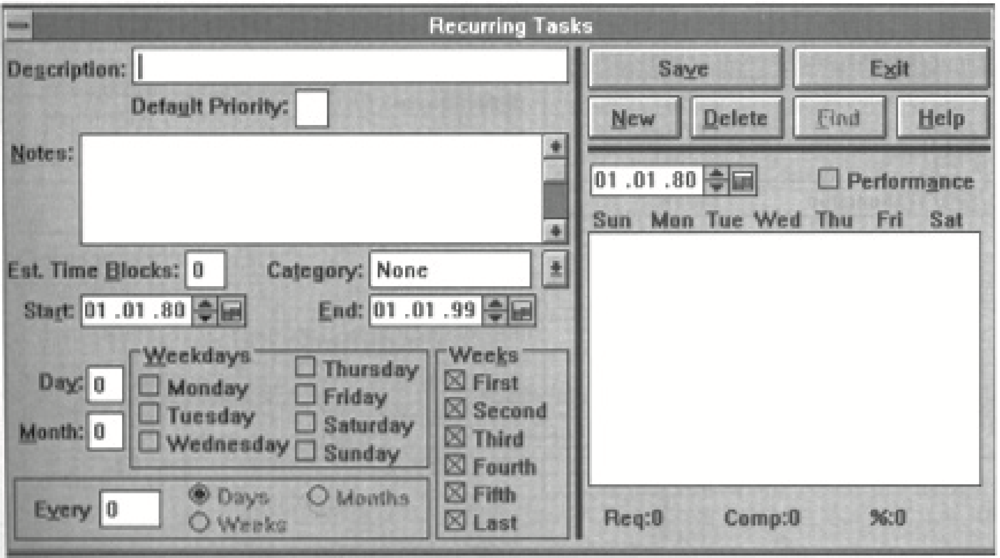 Recurring Tasks
Description:
Default Priority:
Notes:
Est. Time Blocks: 0 Category: None
Start: 01 .01 .80 End: 01 .01 .99
Day: 0
Month: 0
Weekdays
Monday
Tuesday
Wednesday
Thursday
Friday
Saturday
Sunday
Every 0 Days Months
Weeks
Weeks
First
Second
Third
Fourth
Fifth
Last
Save Exit
New Delete Find Help
01 .01 .80 Performance
Sun Mon Tue Wed Thu Fri Sat
Req:0 Comp:0 %:0